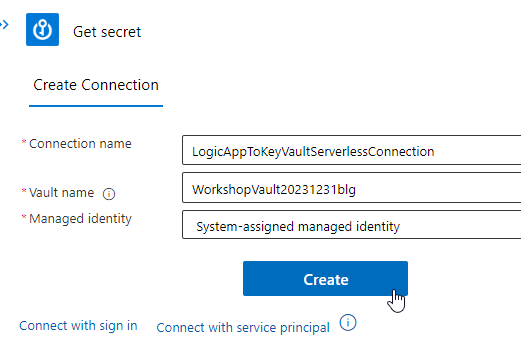 Get secret
Create Connection
* Connection name
LogicAppToKeyVaultServerlessConnection
* Vault name
WorkshopVault20231231blg
* Managed identity
System-assigned managed identity
Create
Connect with sign in Connect with service principal